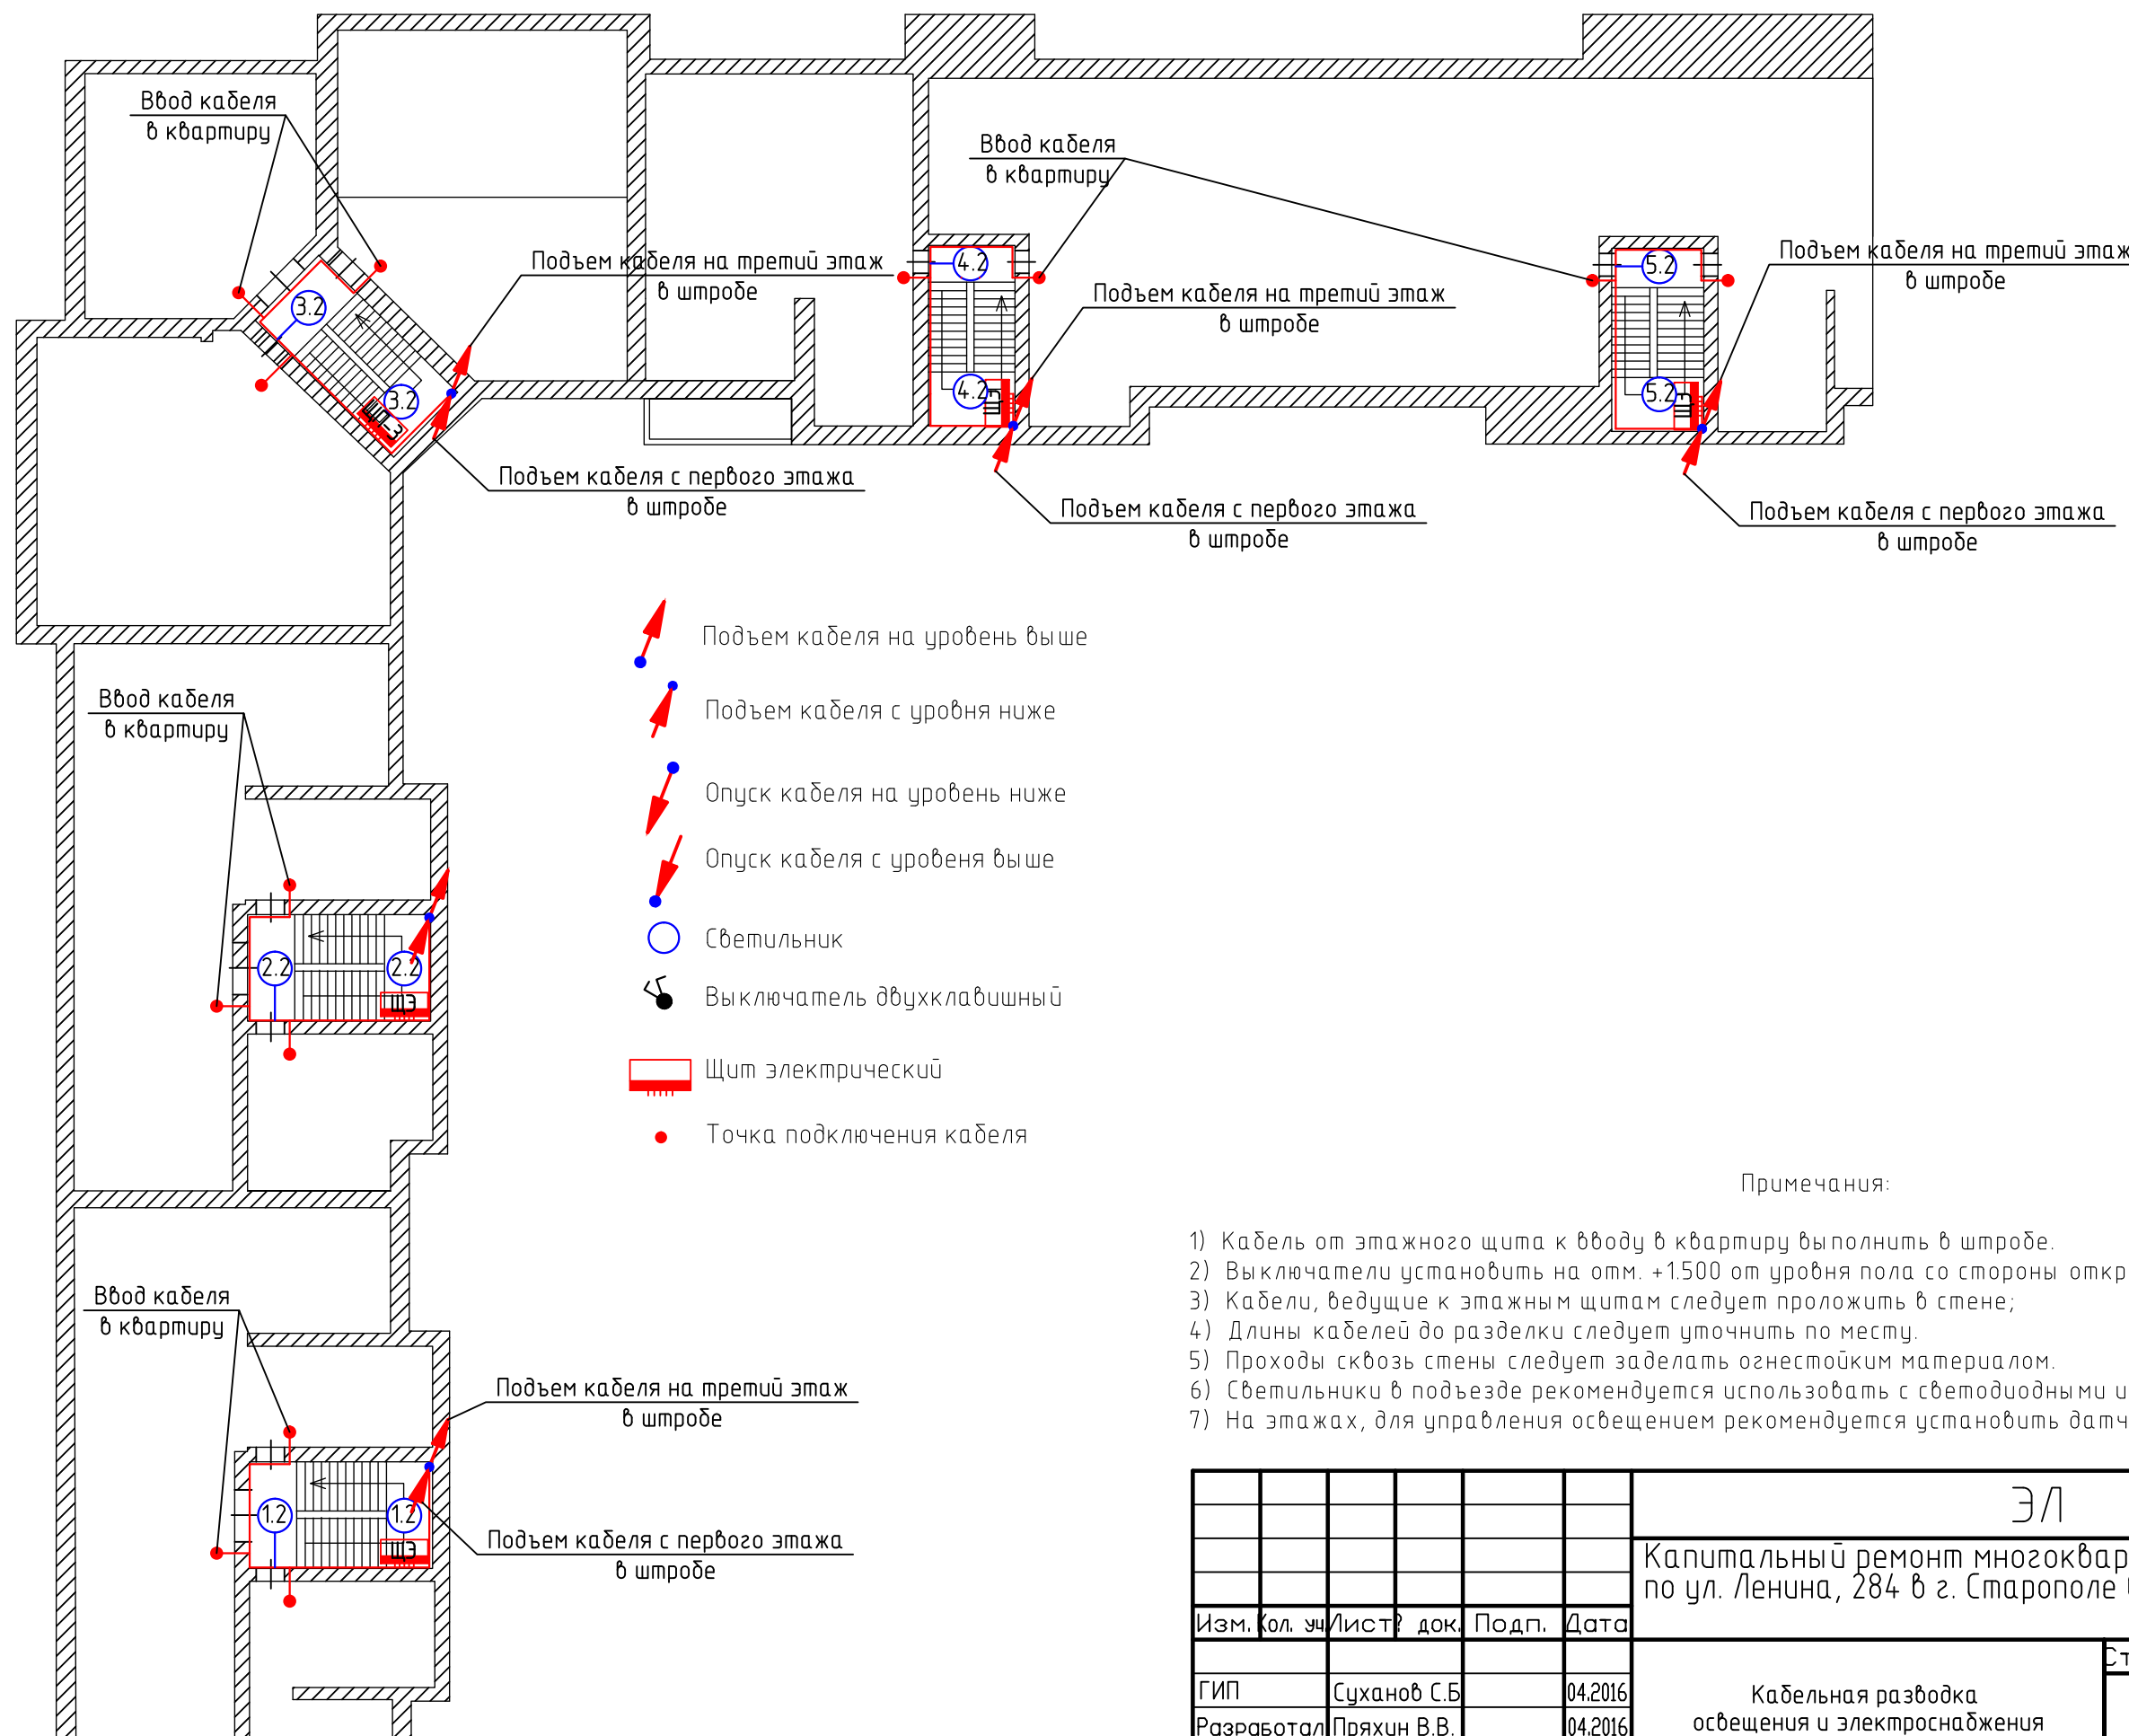 Ввод кабеля
в квартиру
Ввод кабеля
в квартиру
Подъем кабеля на третий этаж
в штробе
Подъем кабеля на третий этаж
в штробе
Подъем кабеля на третий этаж
в штробе
4.2
5.2
3.2
3.2
4.2
5.2
ЩЭ
ЩЭ
ЩЭ-3
Подъем кабеля с первого этажа
в штробе
Подъем кабеля с первого этажа
в штробе
Подъем кабеля с первого этажа
в штробе
Подъем кабеля на уровень выше
Подъем кабеля с уровня ниже
Опуск кабеля на уровень ниже
Опуск кабеля с уровеня выше
Светильник
Выключатель двухклавишный
Щит электрический
Точка подключения кабеля
Ввод кабеля
в квартиру
2.2
2.2
ЩЭ
Ввод кабеля
в квартиру
Подъем кабеля на третий этаж
в штробе
1.2
1.2
ЩЭ
Подъем кабеля с первого этажа
в штробе
Примечания:
1) Кабель от этажного щита к вводу в квартиру выполнить в штробе.
2) Выключатели установить на отм. +1.500 от уровня пола со стороны откр
3) Кабели, ведущие к этажным щитам следует проложить в стене;
4) Длины кабелей до разделки следует уточнить по месту.
5) Проходы сквозь стены следует заделать огнестойким материалом.
6) Светильники в подъезде рекомендуется использовать с светодиодными и
7) На этажах, для управления освещением рекомендуется установить датч
ЭЛ
Капитальный ремонт многоквар
по ул. Ленина, 284 в г. Старополе
Изм. Кол. уч Лист ? док. Подп. Дата
Ст
ГИП Суханов С.Б 04.2016
Разработал Пряхин В.В. 04.2016
Кабельная разводка
освещения и электроснабжения